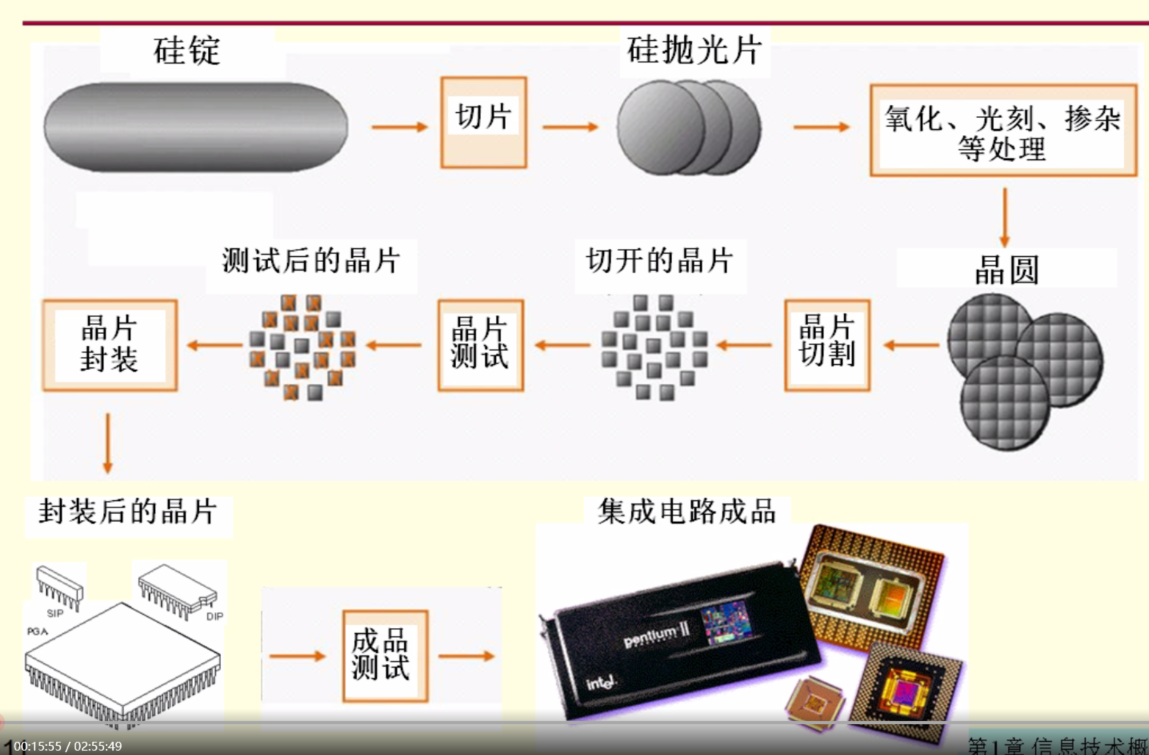 硅锭
硅抛光片
切片
氧化、光刻、掺杂
等处理
测试后的晶片
切开的晶片
晶圆
晶片
封装
晶片
测试
晶片
切割
封装后的晶片
集成电路成品
SIP
DIP
PGA
成品
测试
pentium II
intel
00:15:55 / 02:55:49
第1章 信息技术概